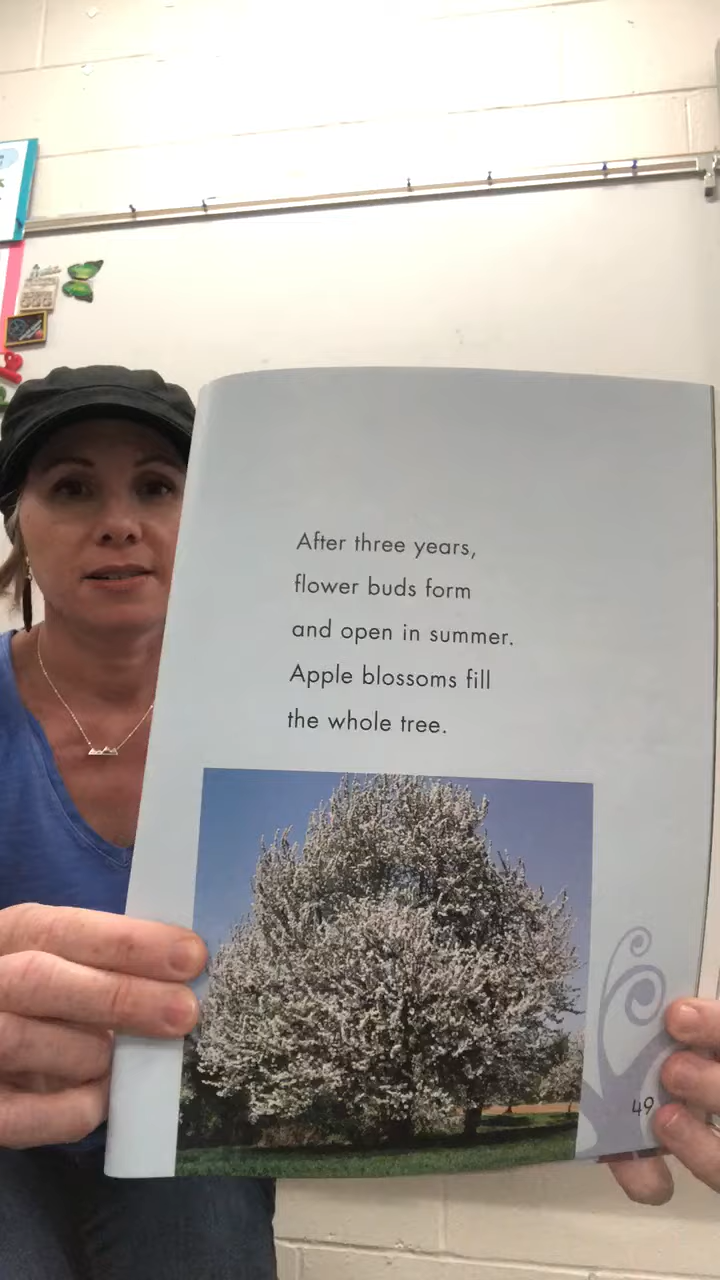 After three years,
flower buds form
and open in summer.
Apple blossoms fill
the whole tree.
49